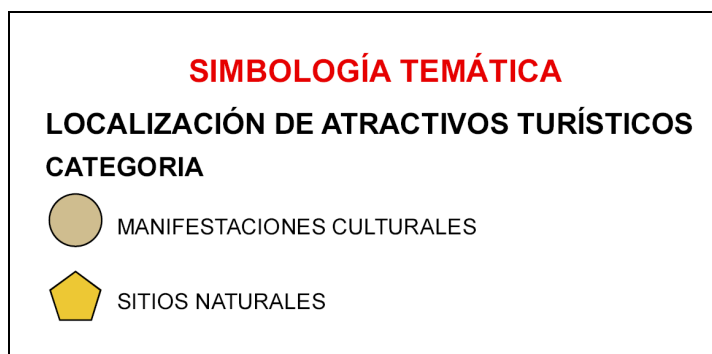 SIMBOLOGÍA TEMÁTICA
LOCALIZACIÓN DE ATRACTIVOS TURÍSTICOS
CATEGORIA
MANIFESTACIONES CULTURALES
SITIOS NATURALES